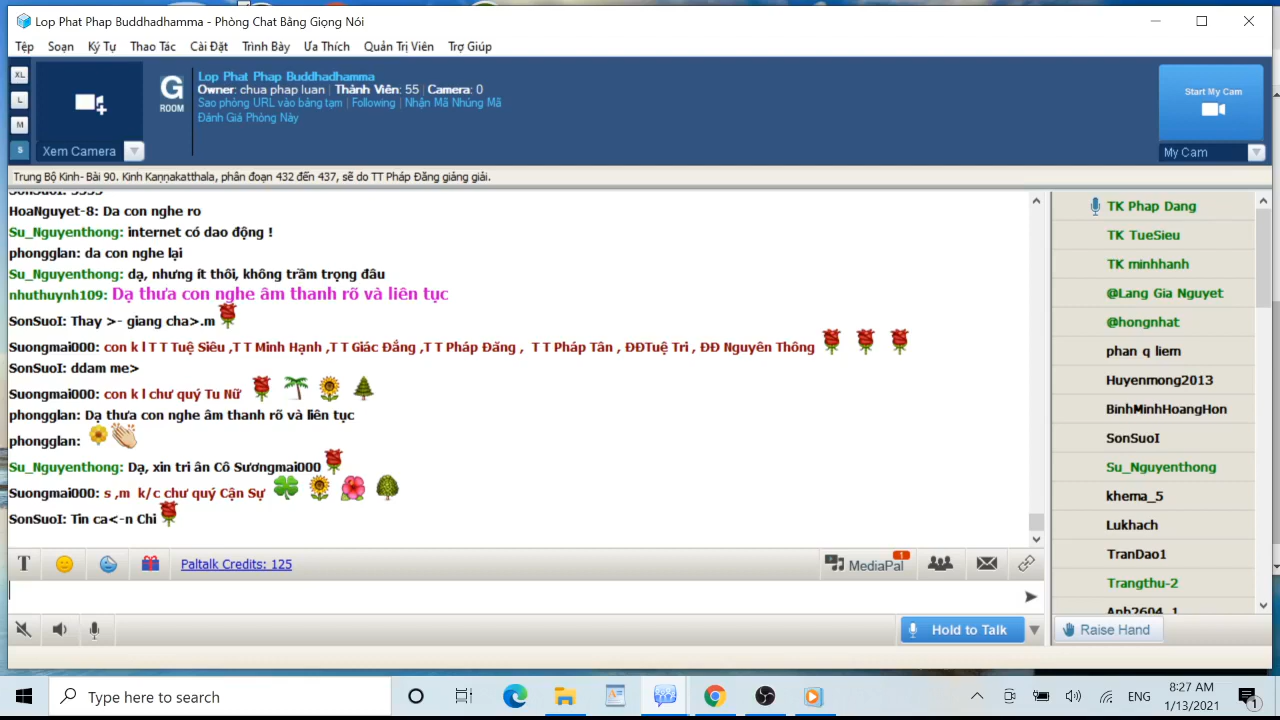 Lop Phat Phap Buddhadhamma - Phòng Chat Bằng Giọng Nói
Tệp Soạn Ký Tự Thao Tác Cài Đặt Trình Bày Ưa Thích Quản Trị Viên Trợ Giúp
XL
L
M
S
Xem Camera
G
ROOM
Lop Phat Phap Buddhadhamma
Owner: chua phap luan | Thành Viên: 55 | Camera: 0
Sao phòng URL vào bảng tạm | Following | Nhận Mã Nhúng Mã
Đánh Giá Phòng Này
Start My Cam
My Cam
Trung Bộ Kinh- Bài 90. Kinh Kaṇṇakatthala, phân đoạn 432 đến 437, sẽ do TT Pháp Đăng giảng giải.
SonSuoI: 5555
HoaNguyet-8: Da con nghe ro
Su_Nguyenthong: internet có dao động !
phongglan: da con nghe lại
Su_Nguyenthong: dạ, nhưng ít thôi, không trầm trọng đâu
nhuthuynh109: Dạ thưa con nghe âm thanh rõ và liên tục
SonSuoI: Thay >- giang cha>.m
Suongmai000: con k l T T Tuệ Siêu ,T T Minh Hạnh ,T T Giác Đẳng ,T T Pháp Đăng , T T Pháp Tân , ĐĐTuệ Tri , ĐĐ Nguyên Thông
SonSuoI: ddam me>
Suongmai000: con k l chư quý Tu Nữ
phongglan: Dạ thưa con nghe âm thanh rõ và liên tục
phongglan:
Su_Nguyenthong: Dạ, xin tri ân Cô Sươngmai000
Suongmai000: s ,m k/c chư quý Cận Sự
SonSuoI: Tin ca<-n Chi
TK Phap Dang
TK TueSieu
TK minhhanh
@Lang Gia Nguyet
@hongnhat
phan q liem
Huyenmong2013
BinhMinhHoangHon
SonSuoI
Su_Nguyenthong
khema_5
Lukhach
TranDao1
Trangthu-2
Anh2604_1
T
Paltalk Credits: 125
MediaPal
1
Hold to Talk
Raise Hand
Type here to search
ENG
8:27 AM
1/13/2021
1